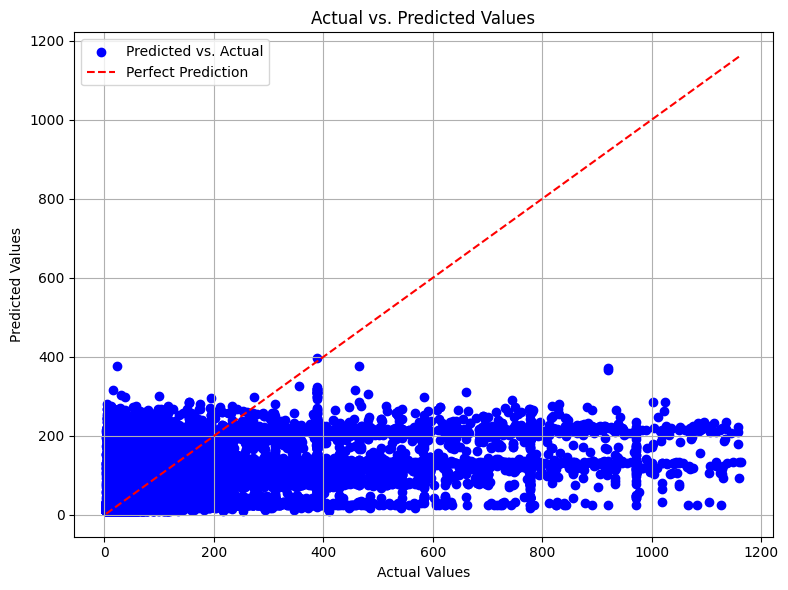 Actual vs. Predicted Values
Predicted vs. Actual
Perfect Prediction
Predicted Values
1200
1000
800
600
400
200
0
0 200 400 600 800 1000 1200
Actual Values